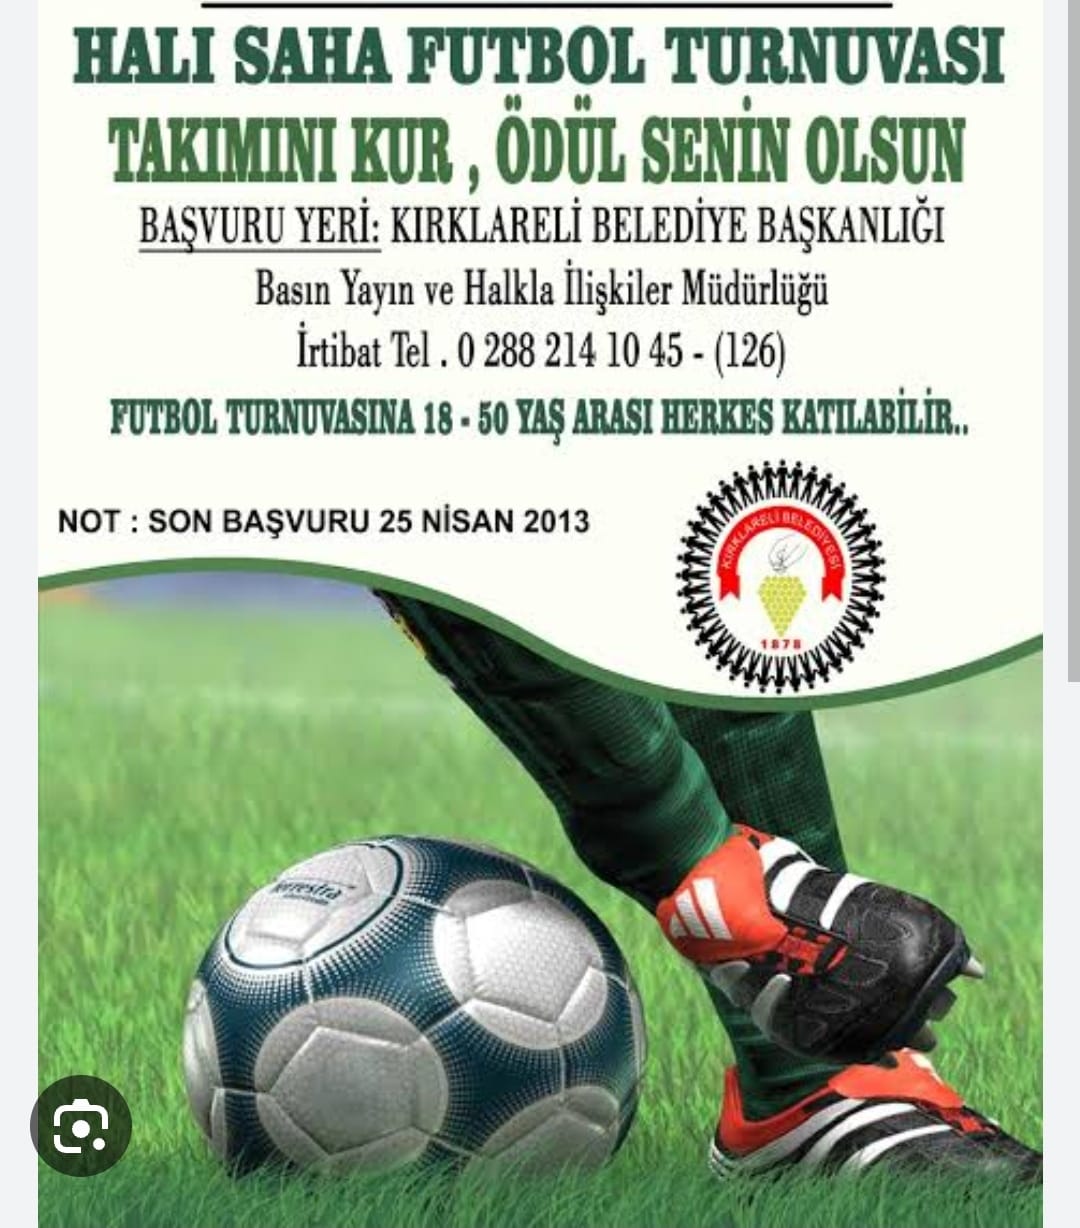 HALI SAHA FUTBOL TURNUVASI
TAKIMINI KUR , ÖDÜL SENİN OLSUN
BAŞVURU YERİ: KIRKLARELİ BELEDİYE BAŞKANLIĞI
Basın Yayın ve Halkla İlişkiler Müdürlüğü
İrtibat Tel . 0 288 214 10 45 - (126)
FUTBOL TURNUVASINA 18 - 50 YAŞ ARASI HERKES KATILABİLİR..
NOT : SON BAŞVURU 25 NİSAN 2013
KIRKLARELİ BELEDİYESİ
1878
terrestra